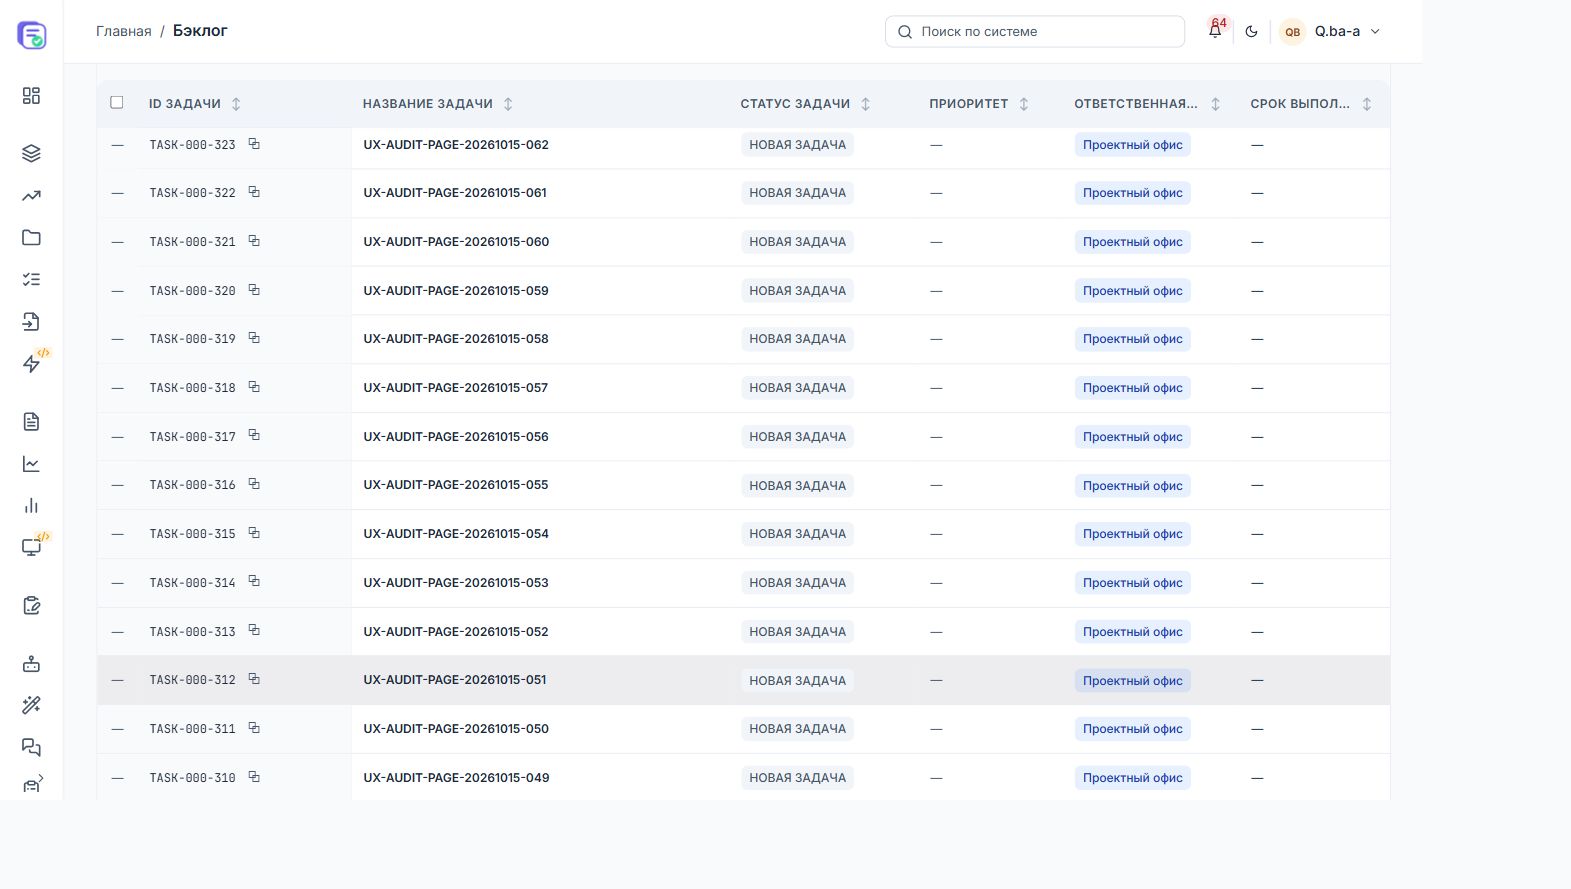 Главная / Бэклог
Поиск по системе
64
QB
Q.ba-a
</>
</>
ID ЗАДАЧИ НАЗВАНИЕ ЗАДАЧИ СТАТУС ЗАДАЧИ ПРИОРИТЕТ ОТВЕТСТВЕННАЯ... СРОК ВЫПОЛ...
— TASK-000-323 UX-AUDIT-PAGE-20261015-062 НОВАЯ ЗАДАЧА — Проектный офис —
— TASK-000-322 UX-AUDIT-PAGE-20261015-061 НОВАЯ ЗАДАЧА — Проектный офис —
— TASK-000-321 UX-AUDIT-PAGE-20261015-060 НОВАЯ ЗАДАЧА — Проектный офис —
— TASK-000-320 UX-AUDIT-PAGE-20261015-059 НОВАЯ ЗАДАЧА — Проектный офис —
— TASK-000-319 UX-AUDIT-PAGE-20261015-058 НОВАЯ ЗАДАЧА — Проектный офис —
— TASK-000-318 UX-AUDIT-PAGE-20261015-057 НОВАЯ ЗАДАЧА — Проектный офис —
— TASK-000-317 UX-AUDIT-PAGE-20261015-056 НОВАЯ ЗАДАЧА — Проектный офис —
— TASK-000-316 UX-AUDIT-PAGE-20261015-055 НОВАЯ ЗАДАЧА — Проектный офис —
— TASK-000-315 UX-AUDIT-PAGE-20261015-054 НОВАЯ ЗАДАЧА — Проектный офис —
— TASK-000-314 UX-AUDIT-PAGE-20261015-053 НОВАЯ ЗАДАЧА — Проектный офис —
— TASK-000-313 UX-AUDIT-PAGE-20261015-052 НОВАЯ ЗАДАЧА — Проектный офис —
— TASK-000-312 UX-AUDIT-PAGE-20261015-051 НОВАЯ ЗАДАЧА — Проектный офис —
— TASK-000-311 UX-AUDIT-PAGE-20261015-050 НОВАЯ ЗАДАЧА — Проектный офис —
— TASK-000-310 UX-AUDIT-PAGE-20261015-049 НОВАЯ ЗАДАЧА — Проектный офис —